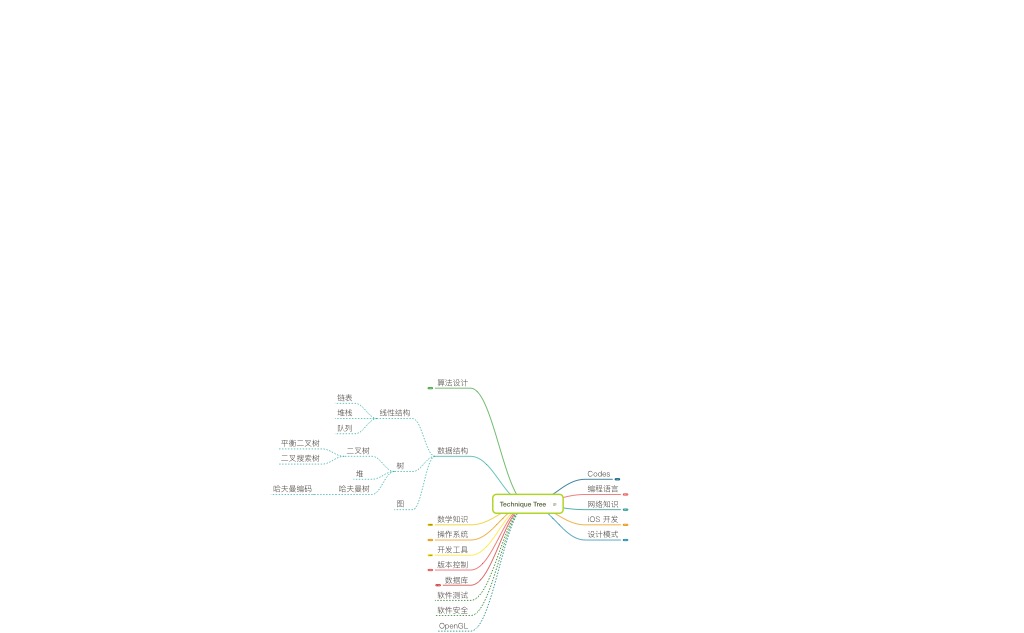 算法设计
链表
堆栈
线性结构
队列
平衡二叉树
二叉树
数据结构
二叉搜索树
树
堆
哈夫曼编码
哈夫曼树
图
Technique Tree
Codes
编程语言
网络知识
iOS 开发
设计模式
数学知识
操作系统
开发工具
版本控制
数据库
软件测试
软件安全
OpenGL